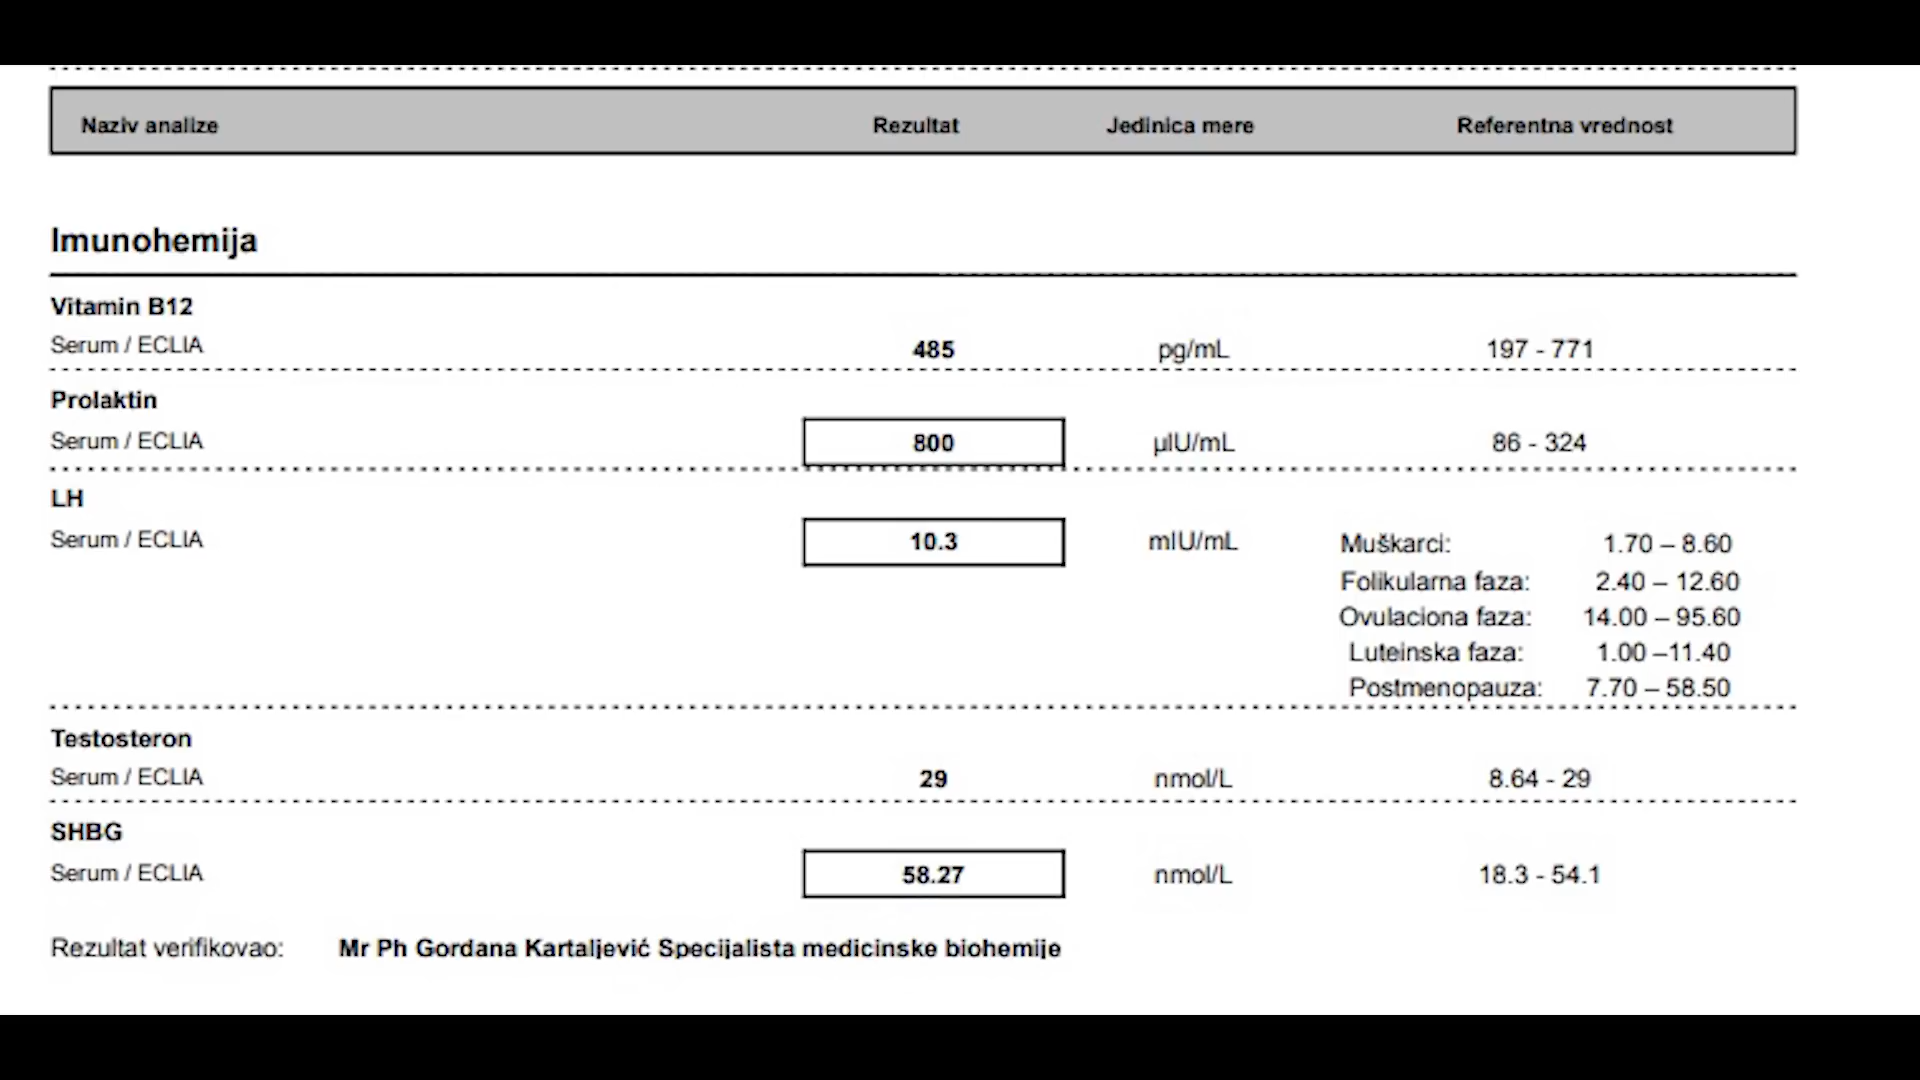 Naziv analize Rezultat Jedinica mere Referentna vrednost
Imunohemija
Vitamin B12
Serum / ECLIA 485 pg/mL 197 - 771
Prolaktin
Serum / ECLIA 800 µIU/mL 86 - 324
LH
Serum / ECLIA 10.3 mIU/mL Muškarci: 1.70 – 8.60
Folikularna faza: 2.40 – 12.60
Ovulaciona faza: 14.00 – 95.60
Luteinska faza: 1.00 –11.40
Postmenopauza: 7.70 – 58.50
Testosteron
Serum / ECLIA 29 nmol/L 8.64 - 29
SHBG
Serum / ECLIA 58.27 nmol/L 18.3 - 54.1
Rezultat verifikovao: Mr Ph Gordana Kartaljević Specijalista medicinske biohemije